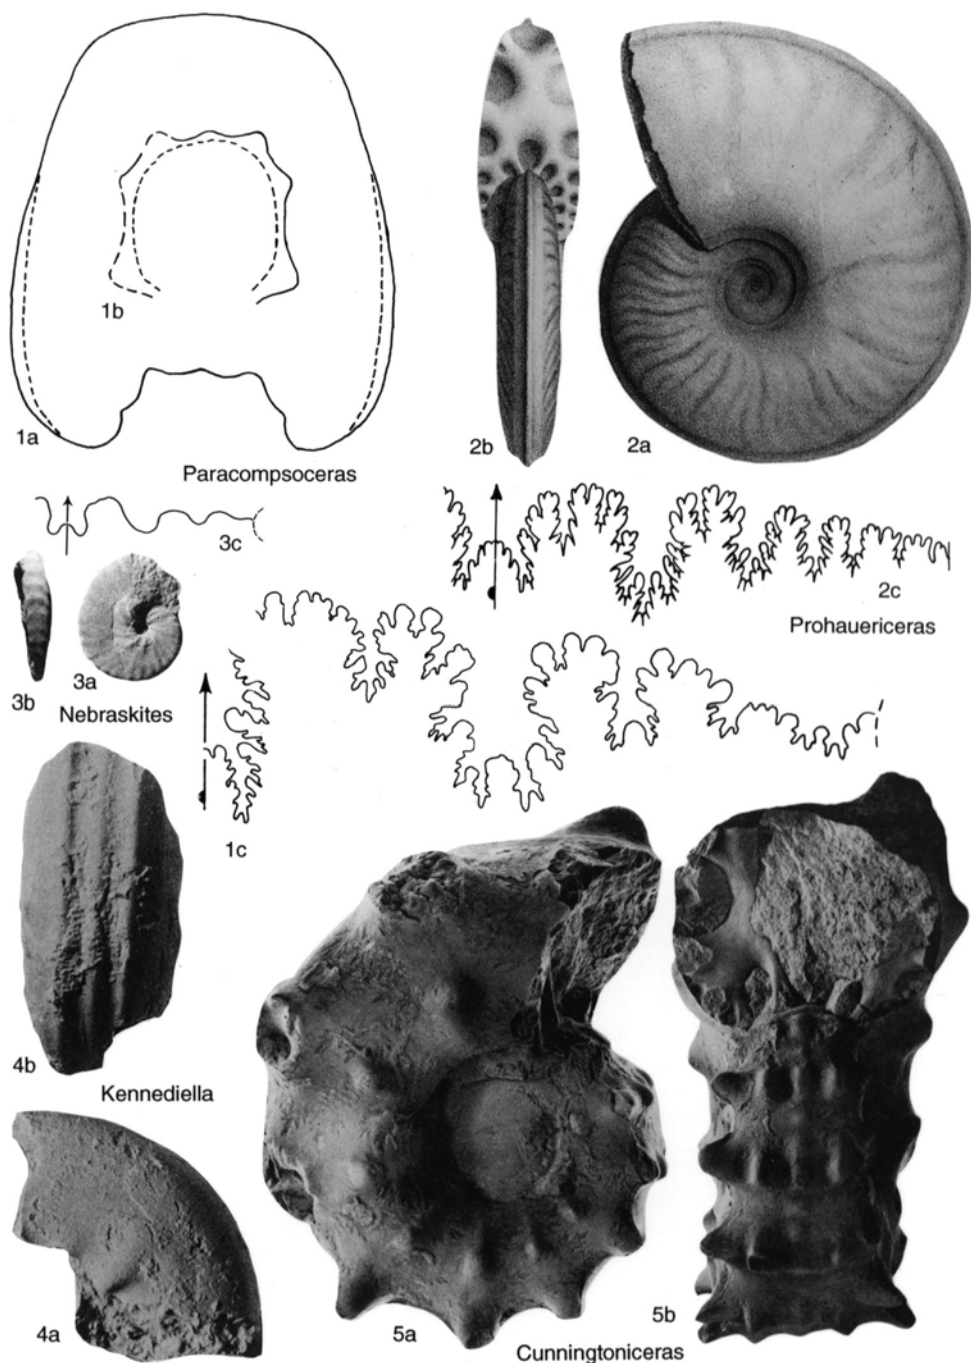 1b
1a
2b
2a
Paracompsoceras
3c
2c
Prohauericeras
3b
3a
Nebraskites
1c
4b
Kennediella
4a
5a
5b
Cunningtoniceras